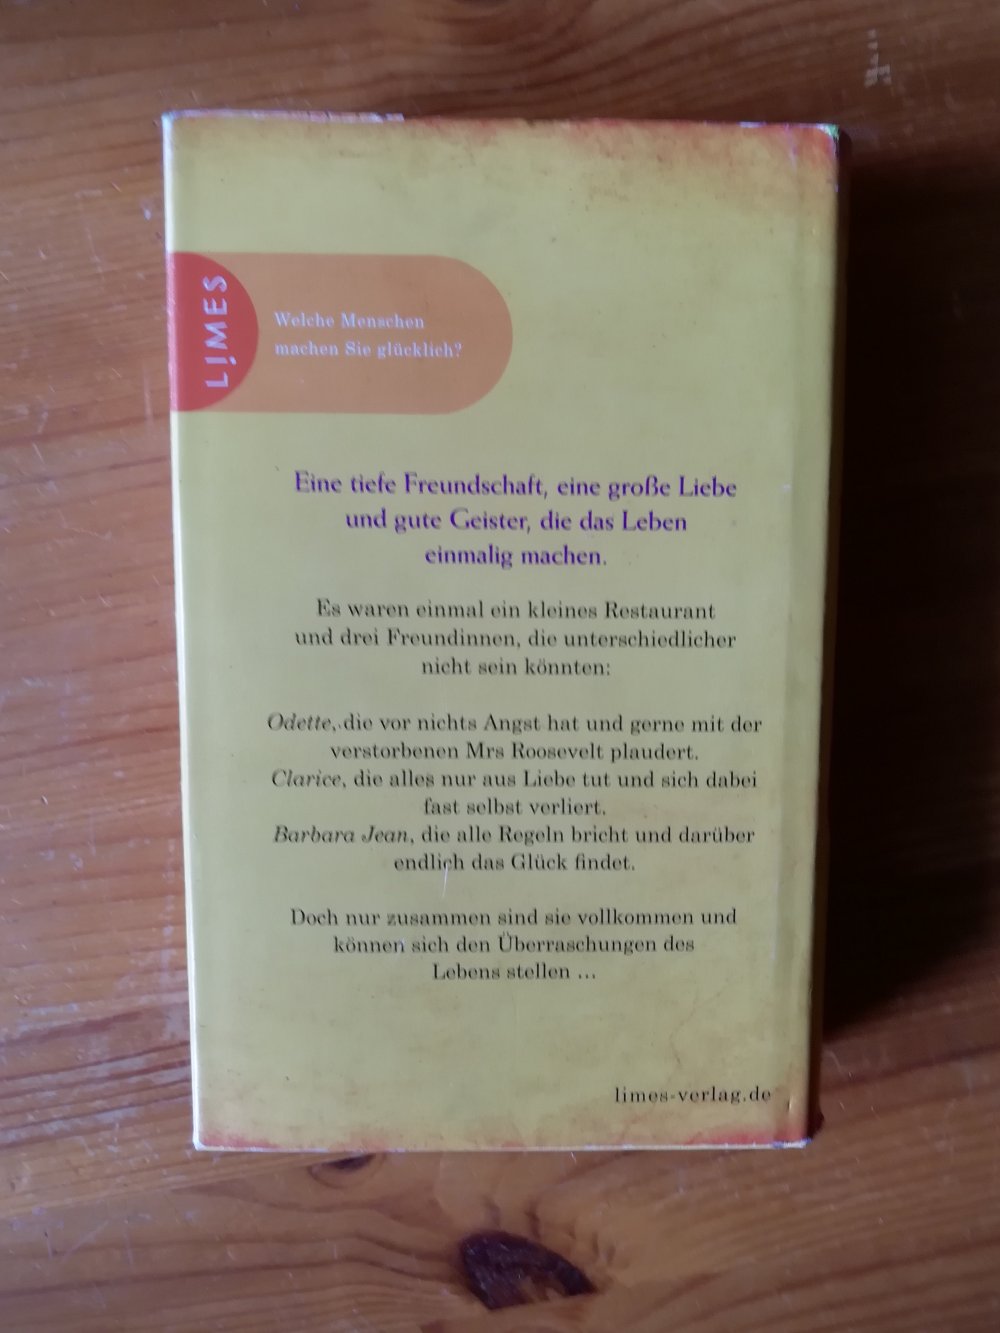 LIMES
Welche Menschen
machen Sie glücklich?
Eine tiefe Freundschaft, eine große Liebe
und gute Geister, die das Leben
einmalig machen.
Es waren einmal ein kleines Restaurant
und drei Freundinnen, die unterschiedlicher
nicht sein könnten:
Odette, die vor nichts Angst hat und gerne mit der
verstorbenen Mrs Roosevelt plaudert.
Clarice, die alles nur aus Liebe tut und sich dabei
fast selbst verliert.
Barbara Jean, die alle Regeln bricht und darüber
endlich das Glück findet.
Doch nur zusammen sind sie vollkommen und
können sich den Überraschungen des
Lebens stellen ...
limes-verlag.de